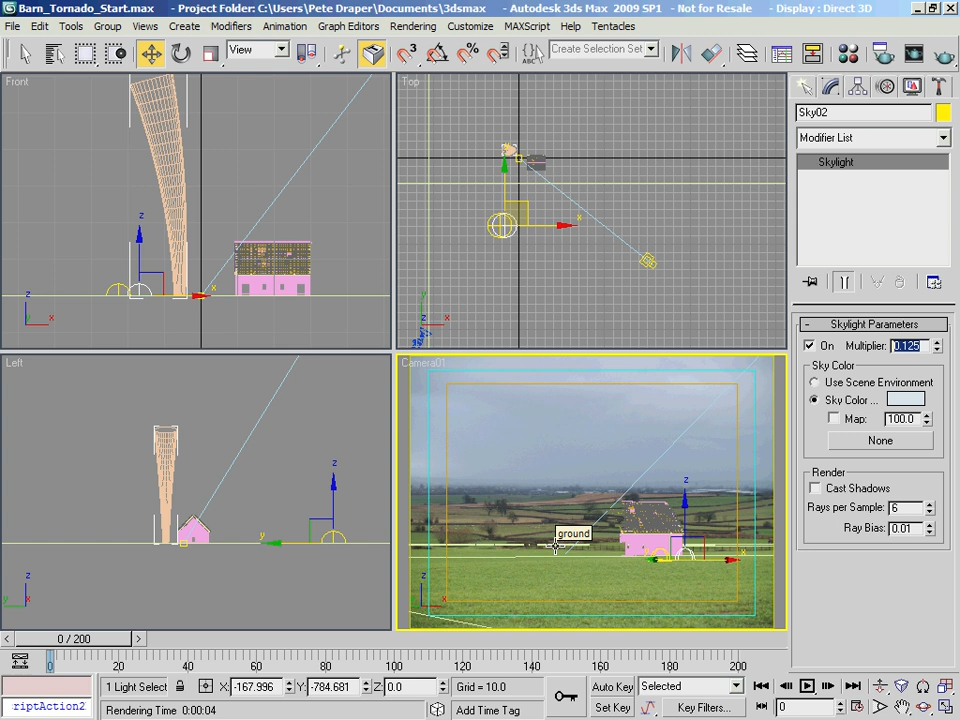 Barn_Tornado_Start.max - Project Folder: C:\Users\Pete Draper\Documents\3dsmax - Autodesk 3ds Max 2009 SP1 - Not for Resale - Display : Direct 3D
File Edit Tools Group Views Create Modifiers Animation Graph Editors Rendering Customize MAXScript Help Tentacles
View Create Selection Set
Front
Top
Left
Camera01
Sky02
Modifier List
Skylight
Skylight Parameters
On Multiplier: 0.125
Sky Color
Use Scene Environment
Sky Color ...
Map: 100.0
None
Render
Cast Shadows
Rays per Sample: 6
Ray Bias: 0.01
ground
0 / 200
0 20 40 60 80 100 120 140 160 180 200
1 Light Select X: -167.996 Y: -784.681 Z: 0.0 Grid = 10.0 Auto Key Selected
riptAction2 Rendering Time 0:00:04 Add Time Tag Set Key Key Filters... 0